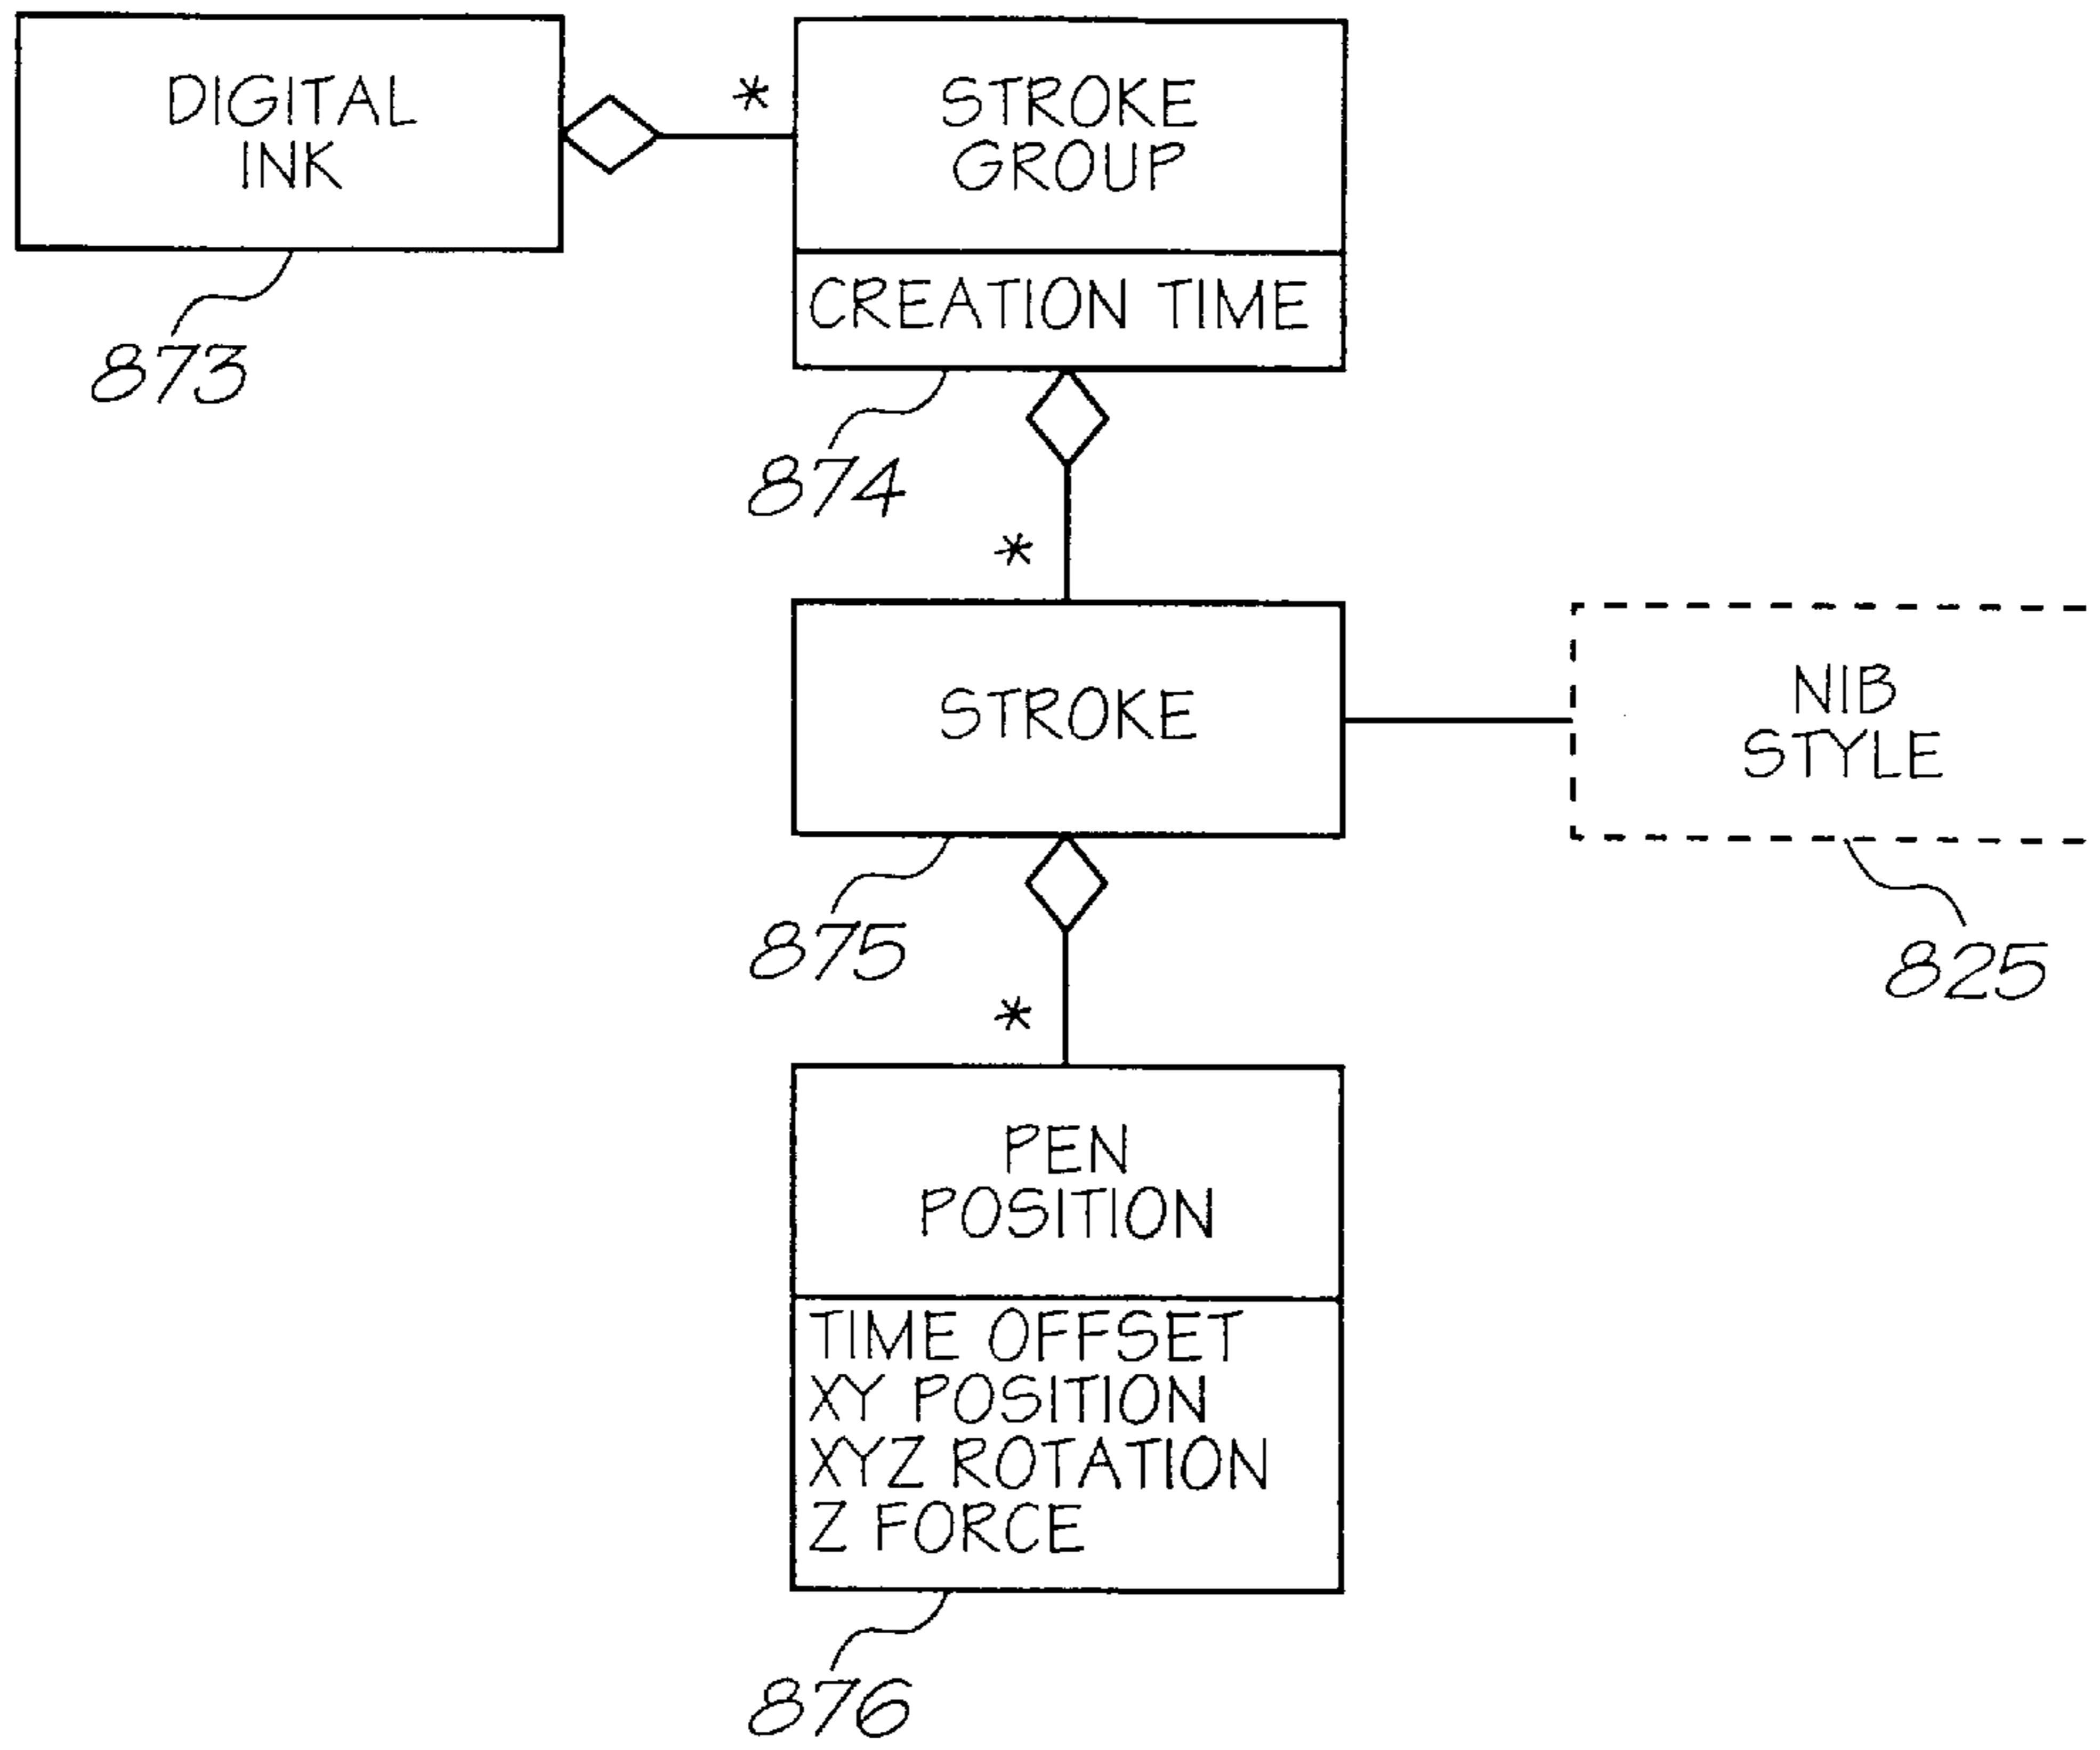 DIGITAL
INK
873
*
STROKE
GROUP
CREATION TIME
874
*
STROKE
875
NIB
STYLE
825
*
PEN
POSITION
TIME OFFSET
XY POSITION
XYZ ROTATION
Z FORCE
876